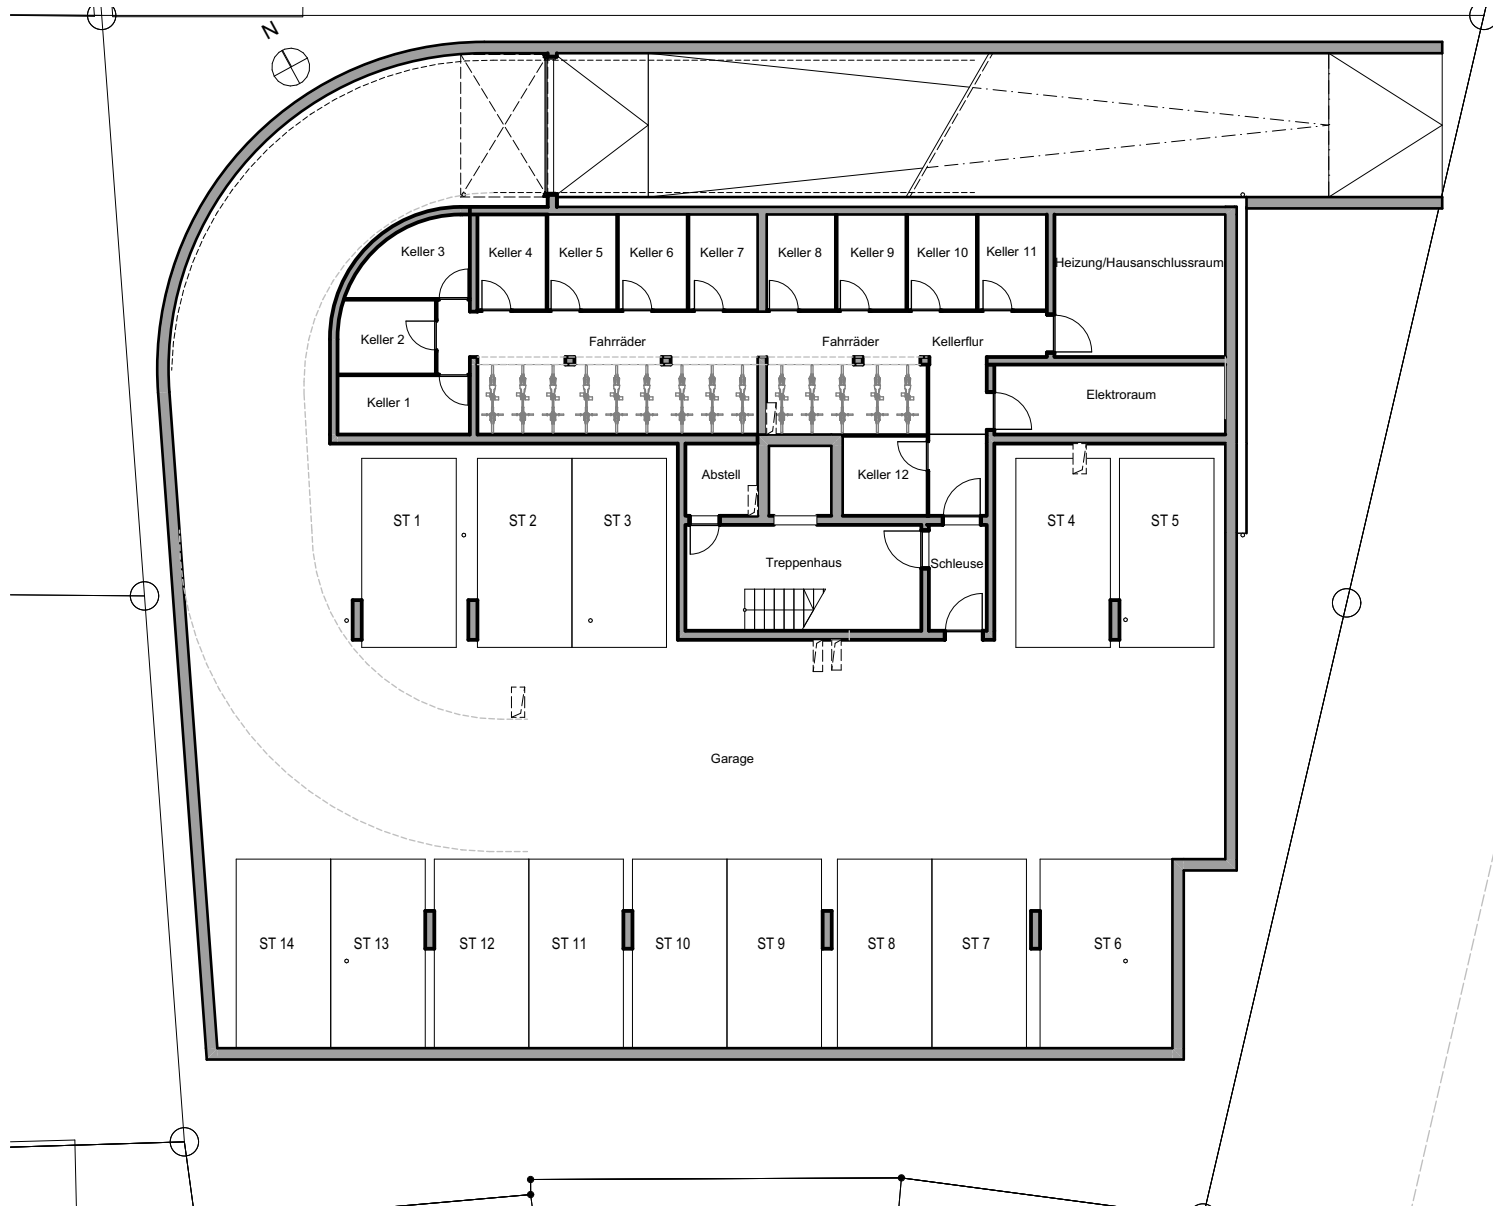 N
Keller 3
Keller 4
Keller 5
Keller 6
Keller 7
Keller 8
Keller 9
Keller 10
Keller 11
Heizung/Hausanschlussraum
Keller 2
Fahrräder
Fahrräder
Kellerflur
Keller 1
Elektroraum
Abstell
Keller 12
ST 1
ST 2
ST 3
ST 4
ST 5
Treppenhaus
Schleuse
Garage
ST 14
ST 13
ST 12
ST 11
ST 10
ST 9
ST 8
ST 7
ST 6